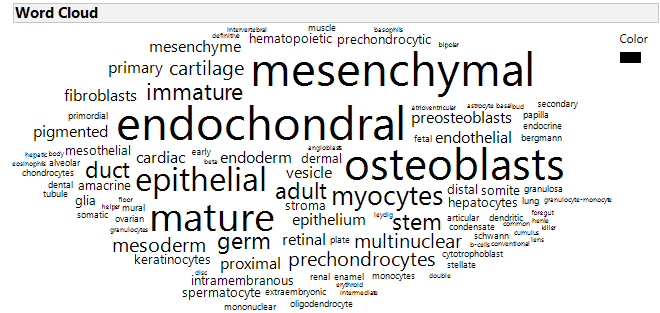 Word Cloud
Color
intervertebral muscle basophils
definitive
mesenchyme hematopoietic prechondrocytic bipolar
primary cartilage mesenchymal
fibroblasts immature
primordial endochondral atrioventricular astrocyte basal bud secondary
pigmented preosteoblasts papilla
fetal endothelial endocrine
bergmann
mesothelial angioblast
hepatic body cardiac early endoderm dermal osteoblasts
eosinophils alveolar beta
chondrocytes duct epithelial vesicle
dental amacrine adult myocytes distal somite granulosa
tubule glia floor stroma hepatocytes lung granulocyte-monocyte
helper mural mature epithelium leydig stem articular dendritic foregut
somatic ovarian common henle
granulocytes condensate cumulus killer
mesoderm germ retinal plate multinuclear schwann lens
b-cells conventional
keratinocytes proximal prechondrocytes cytotrophoblast
disc stellate
intramembranous renal enamel monocytes double
erythroid
spermatocyte extraembryonic intermediate
mononuclear oligodendrocyte